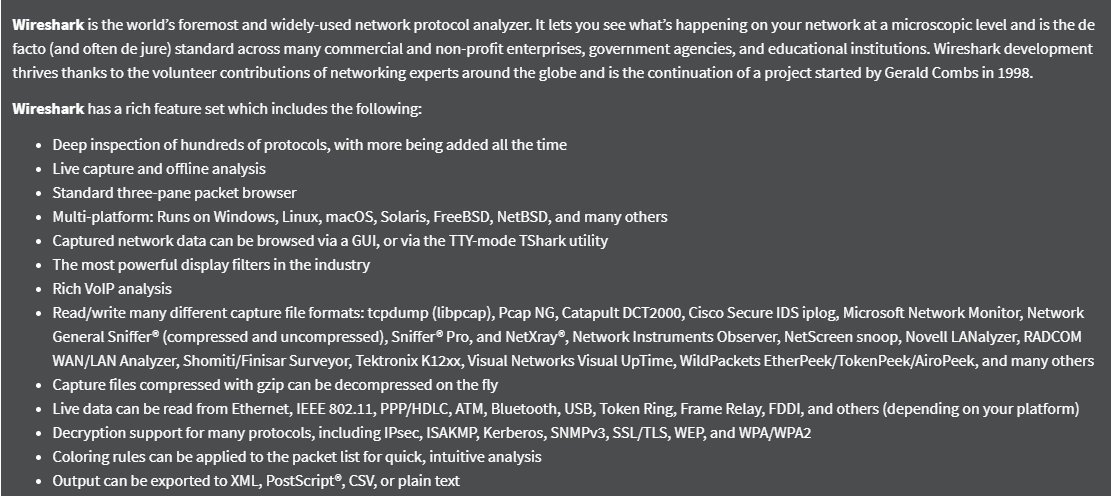 Wireshark is the world’s foremost and widely-used network protocol analyzer. It lets you see what’s happening on your network at a microscopic level and is the de
facto (and often de jure) standard across many commercial and non-profit enterprises, government agencies, and educational institutions. Wireshark development
thrives thanks to the volunteer contributions of networking experts around the globe and is the continuation of a project started by Gerald Combs in 1998.
Wireshark has a rich feature set which includes the following:
• Deep inspection of hundreds of protocols, with more being added all the time
• Live capture and offline analysis
• Standard three-pane packet browser
• Multi-platform: Runs on Windows, Linux, macOS, Solaris, FreeBSD, NetBSD, and many others
• Captured network data can be browsed via a GUI, or via the TTY-mode TShark utility
• The most powerful display filters in the industry
• Rich VoIP analysis
• Read/write many different capture file formats: tcpdump (libpcap), Pcap NG, Catapult DCT2000, Cisco Secure IDS iplog, Microsoft Network Monitor, Network
General Sniffer® (compressed and uncompressed), Sniffer® Pro, and NetXray®, Network Instruments Observer, NetScreen snoop, Novell LANalyzer, RADCOM
WAN/LAN Analyzer, Shomiti/Finisar Surveyor, Tektronix K12xx, Visual Networks Visual UpTime, WildPackets EtherPeek/TokenPeek/AiroPeek, and many others
• Capture files compressed with gzip can be decompressed on the fly
• Live data can be read from Ethernet, IEEE 802.11, PPP/HDLC, ATM, Bluetooth, USB, Token Ring, Frame Relay, FDDI, and others (depending on your platform)
• Decryption support for many protocols, including IPsec, ISAKMP, Kerberos, SNMPv3, SSL/TLS, WEP, and WPA/WPA2
• Coloring rules can be applied to the packet list for quick, intuitive analysis
• Output can be exported to XML, PostScript®, CSV, or plain text